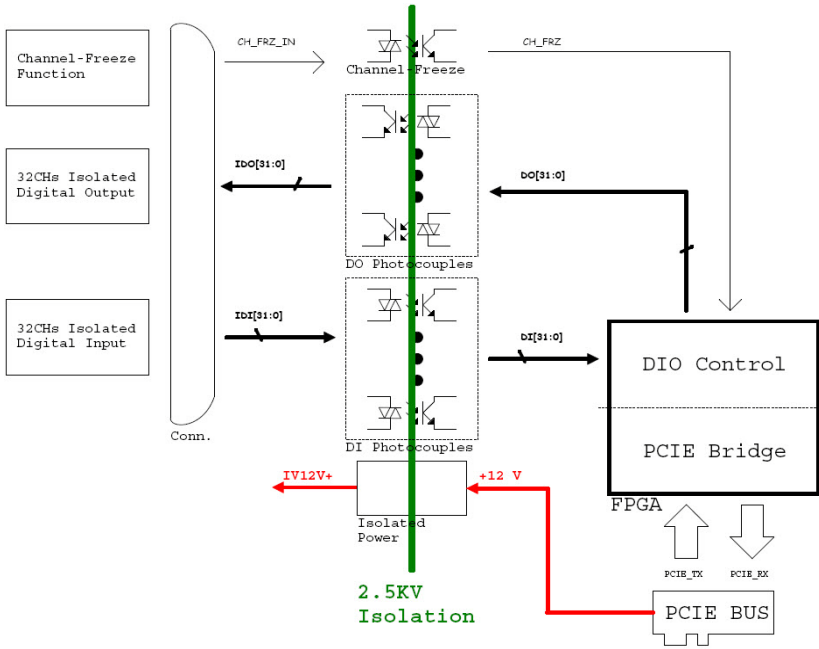 Channel-Freeze
Function
CH_FRZ_IN
CH_FRZ
Channel-Freeze
32CHs Isolated
Digital Output
IDO[31:0]
DO[31:0]
DO Photocouples
32CHs Isolated
Digital Input
IDI[31:0]
DI[31:0]
DI Photocouples
Conn.
DIO Control
PCIE Bridge
FPGA
IV12V+
+12 V
Isolated
Power
PCIE_TX
PCIE_RX
PCIE BUS
2.5KV
Isolation